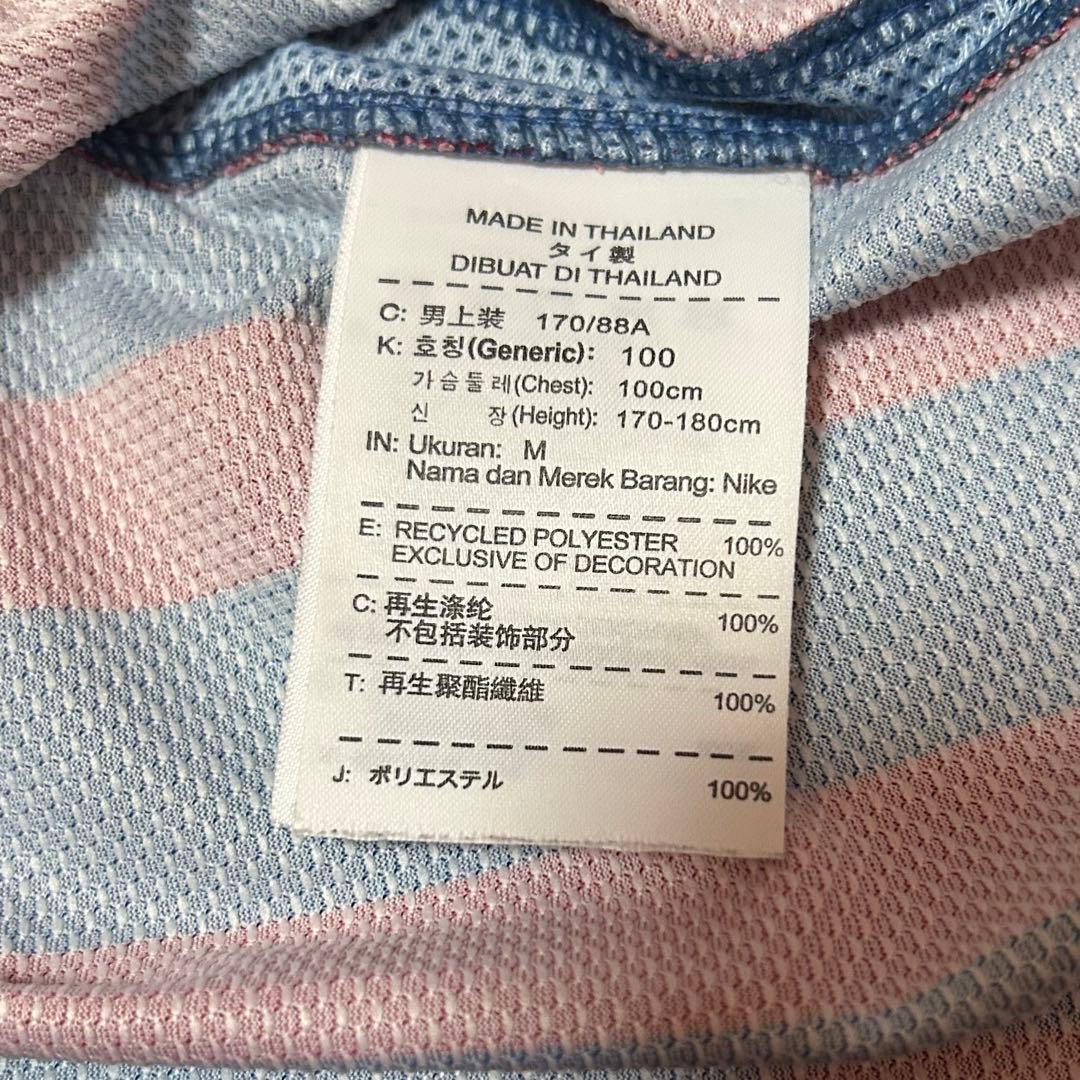 MADE IN THAILAND
タイ製
DIBUAT DI THAILAND
C: 男上装 170/88A
K: 호칭(Generic): 100
가슴둘레(Chest): 100cm
신 장(Height): 170-180cm
IN: Ukuran: M
Nama dan Merek Barang: Nike
E: RECYCLED POLYESTER 100%
EXCLUSIVE OF DECORATION
C: 再生涤纶 100%
不包括装饰部分
T: 再生聚酯纖維 100%
J: ポリエステル 100%